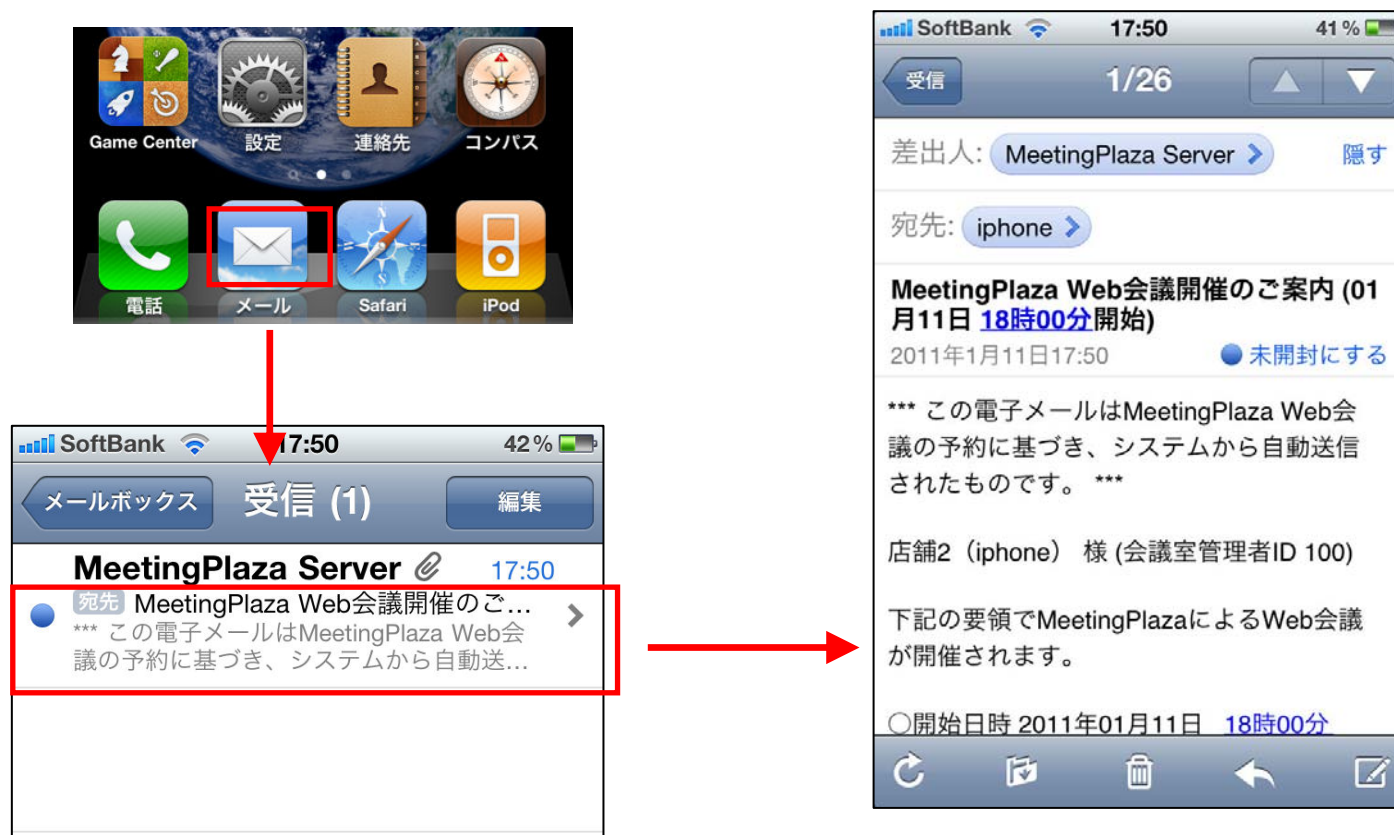 Game Center
設定
連絡先
コンパス
電話
メール
Safari
iPod
SoftBank 17:50 42%
メールボックス 受信 (1) 編集
MeetingPlaza Server 17:50
宛先 MeetingPlaza Web会議開催のご…
*** この電子メールはMeetingPlaza Web会
議の予約に基づき、システムから自動送…
SoftBank 17:50 41%
受信 1/26
差出人: MeetingPlaza Server 隠す
宛先: iphone
MeetingPlaza Web会議開催のご案内 (01
月11日 18時00分開始)
2011年1月11日17:50 未開封にする
*** この電子メールはMeetingPlaza Web会
議の予約に基づき、システムから自動送信
されたものです。 ***
店舗2（iphone） 様 (会議室管理者ID 100)
下記の要領でMeetingPlazaによるWeb会議
が開催されます。
○開始日時 2011年01月11日 18時00分